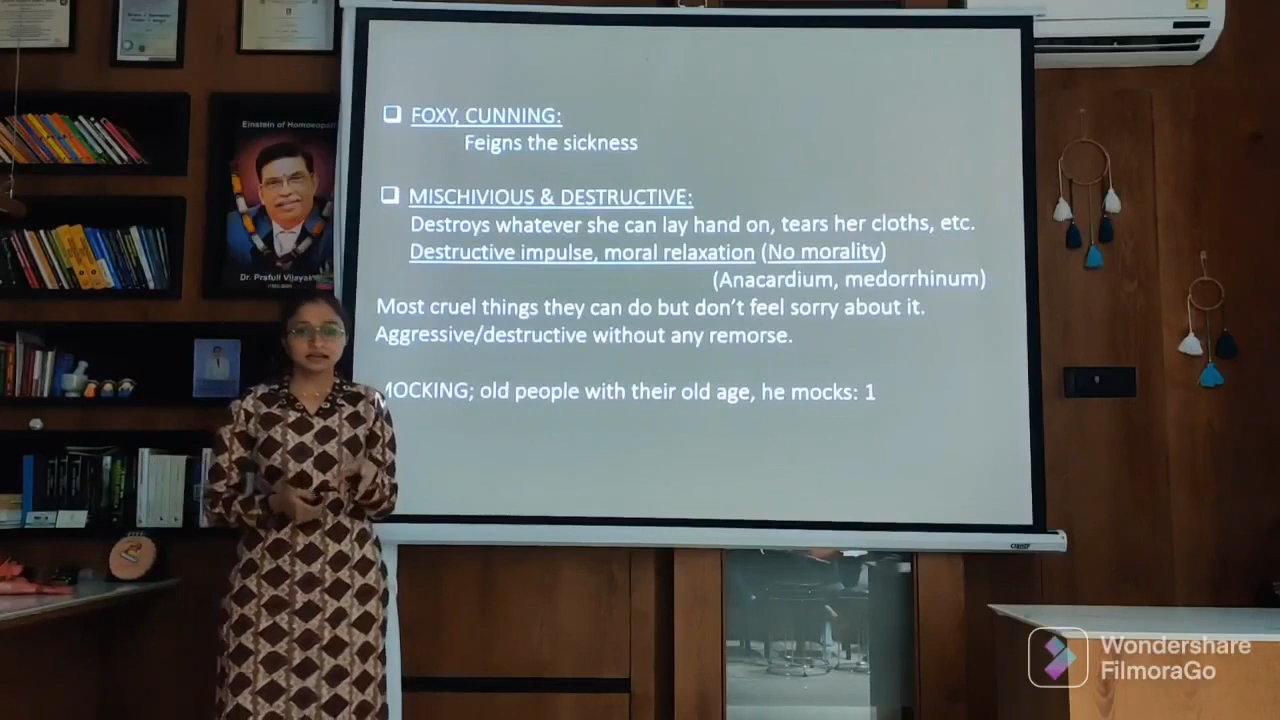 FOXY, CUNNING:
Feigns the sickness
MISCHIVIOUS & DESTRUCTIVE:
Destroys whatever she can lay hand on, tears her cloths, etc.
Destructive impulse, moral relaxation (No morality)
(Anacardium, medorrhinum)
Most cruel things they can do but don't feel sorry about it.
Aggressive/destructive without any remorse.
MOCKING; old people with their old age, he mocks: 1
Einstein of Homoeopat
Dr. Prafull Vijayak
Wondershare
FilmoraGo